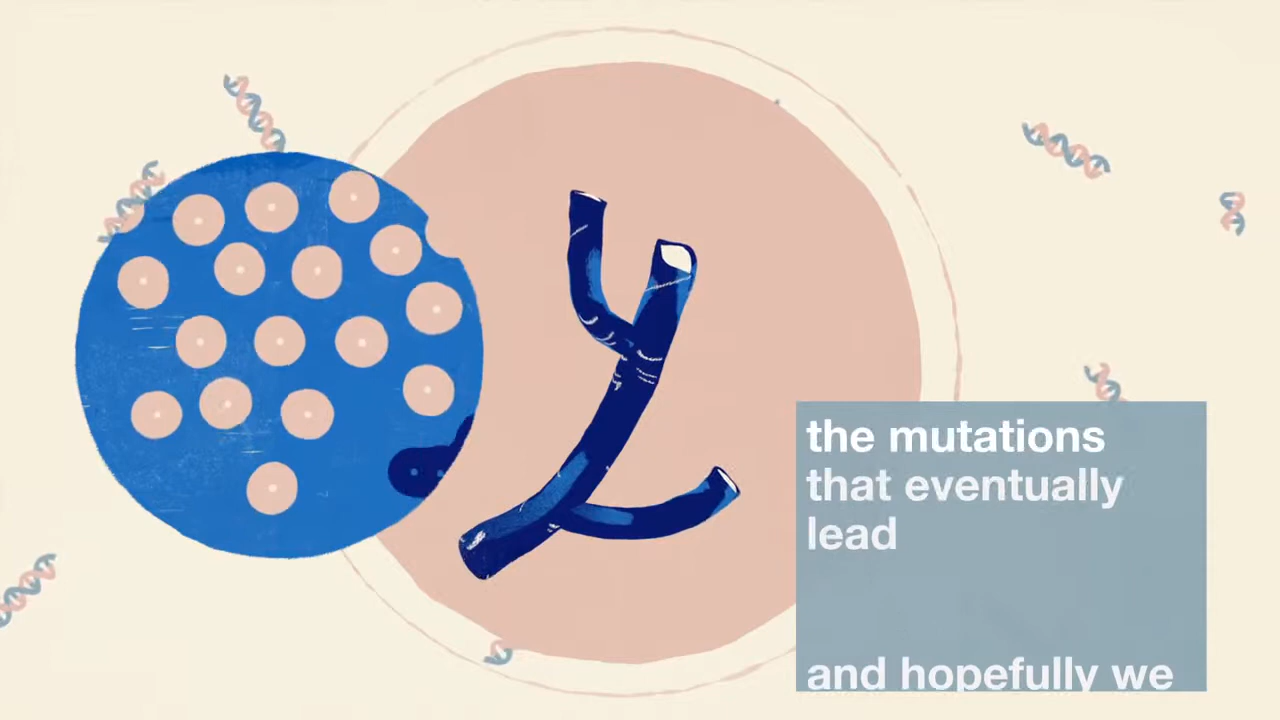 the mutations
that eventually
lead
and hopefully we